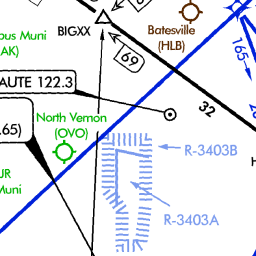 BIGXX
Batesville
(HLB)
pus Muni
AK)
69
165
AUTE 122.3
32
.65)
North Vernon
(OVO)
R-3403B
R-3403A
UR
Muni